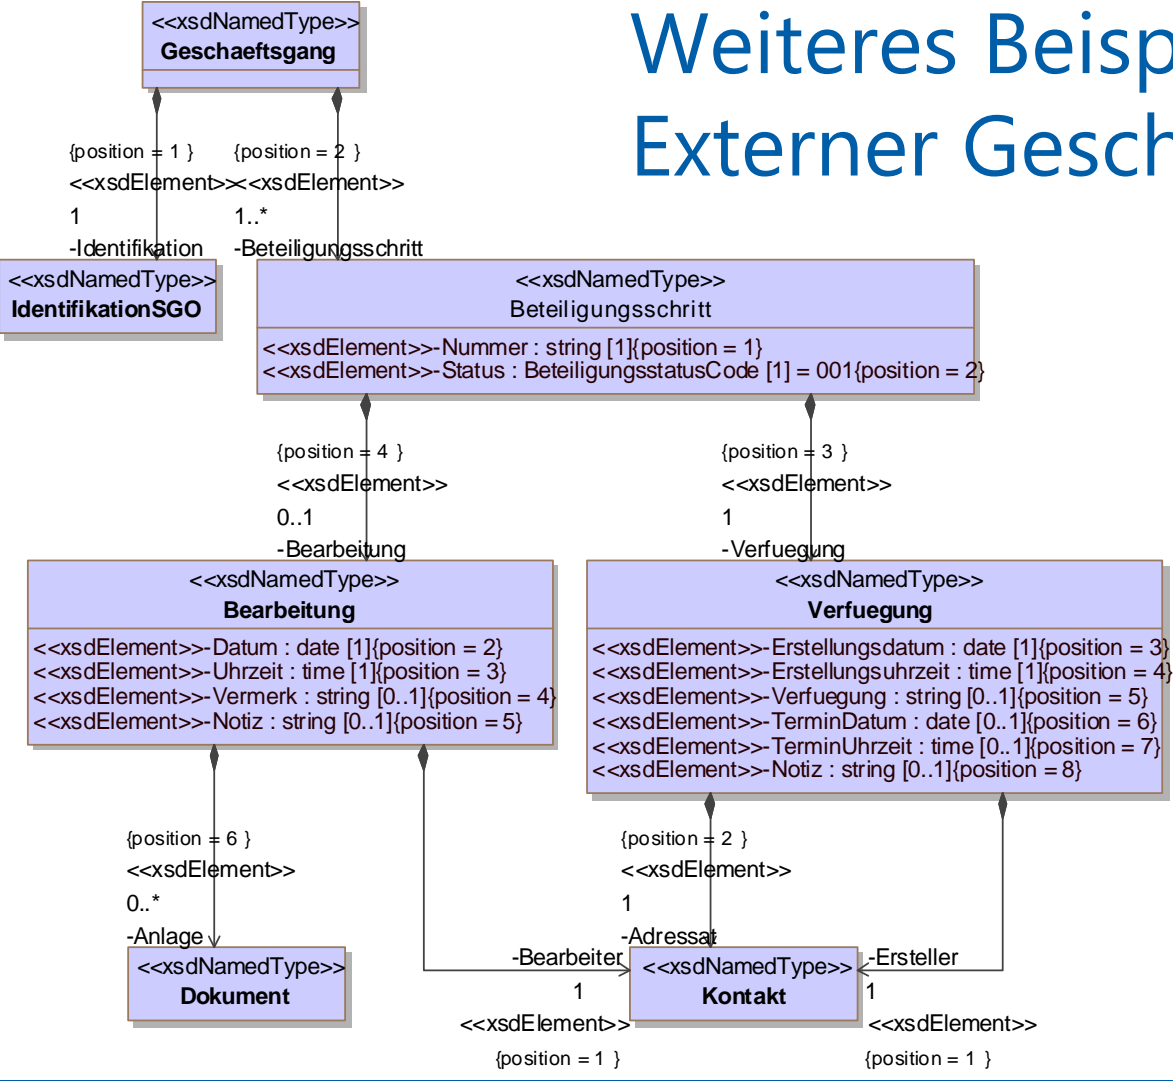 Weiteres Beisp
Externer Gesch
<<xsdNamedType>>
Geschaeftsgang
{position = 1 }
<<xsdElement>>
1
-Identifikation
{position = 2 }
<<xsdElement>>
1..*
-Beteiligungsschritt
<<xsdNamedType>>
IdentifikationSGO
<<xsdNamedType>>
Beteiligungsschritt
<<xsdElement>>-Nummer : string [1]{position = 1}
<<xsdElement>>-Status : BeteiligungsstatusCode [1] = 001{position = 2}
{position = 4 }
<<xsdElement>>
0..1
-Bearbeitung
{position = 3 }
<<xsdElement>>
1
-Verfuegung
<<xsdNamedType>>
Bearbeitung
<<xsdElement>>-Datum : date [1]{position = 2}
<<xsdElement>>-Uhrzeit : time [1]{position = 3}
<<xsdElement>>-Vermerk : string [0..1]{position = 4}
<<xsdElement>>-Notiz : string [0..1]{position = 5}
<<xsdNamedType>>
Verfuegung
<<xsdElement>>-Erstellungsdatum : date [1]{position = 3}
<<xsdElement>>-Erstellungsuhrzeit : time [1]{position = 4}
<<xsdElement>>-Verfuegung : string [0..1]{position = 5}
<<xsdElement>>-TerminDatum : date [0..1]{position = 6}
<<xsdElement>>-TerminUhrzeit : time [0..1]{position = 7}
<<xsdElement>>-Notiz : string [0..1]{position = 8}
{position = 6 }
<<xsdElement>>
0..*
-Anlage
{position = 2 }
<<xsdElement>>
1
-Adressat
<<xsdNamedType>>
Dokument
-Bearbeiter
1
<<xsdElement>>
{position = 1 }
<<xsdNamedType>>
Kontakt
-Ersteller
1
<<xsdElement>>
{position = 1 }